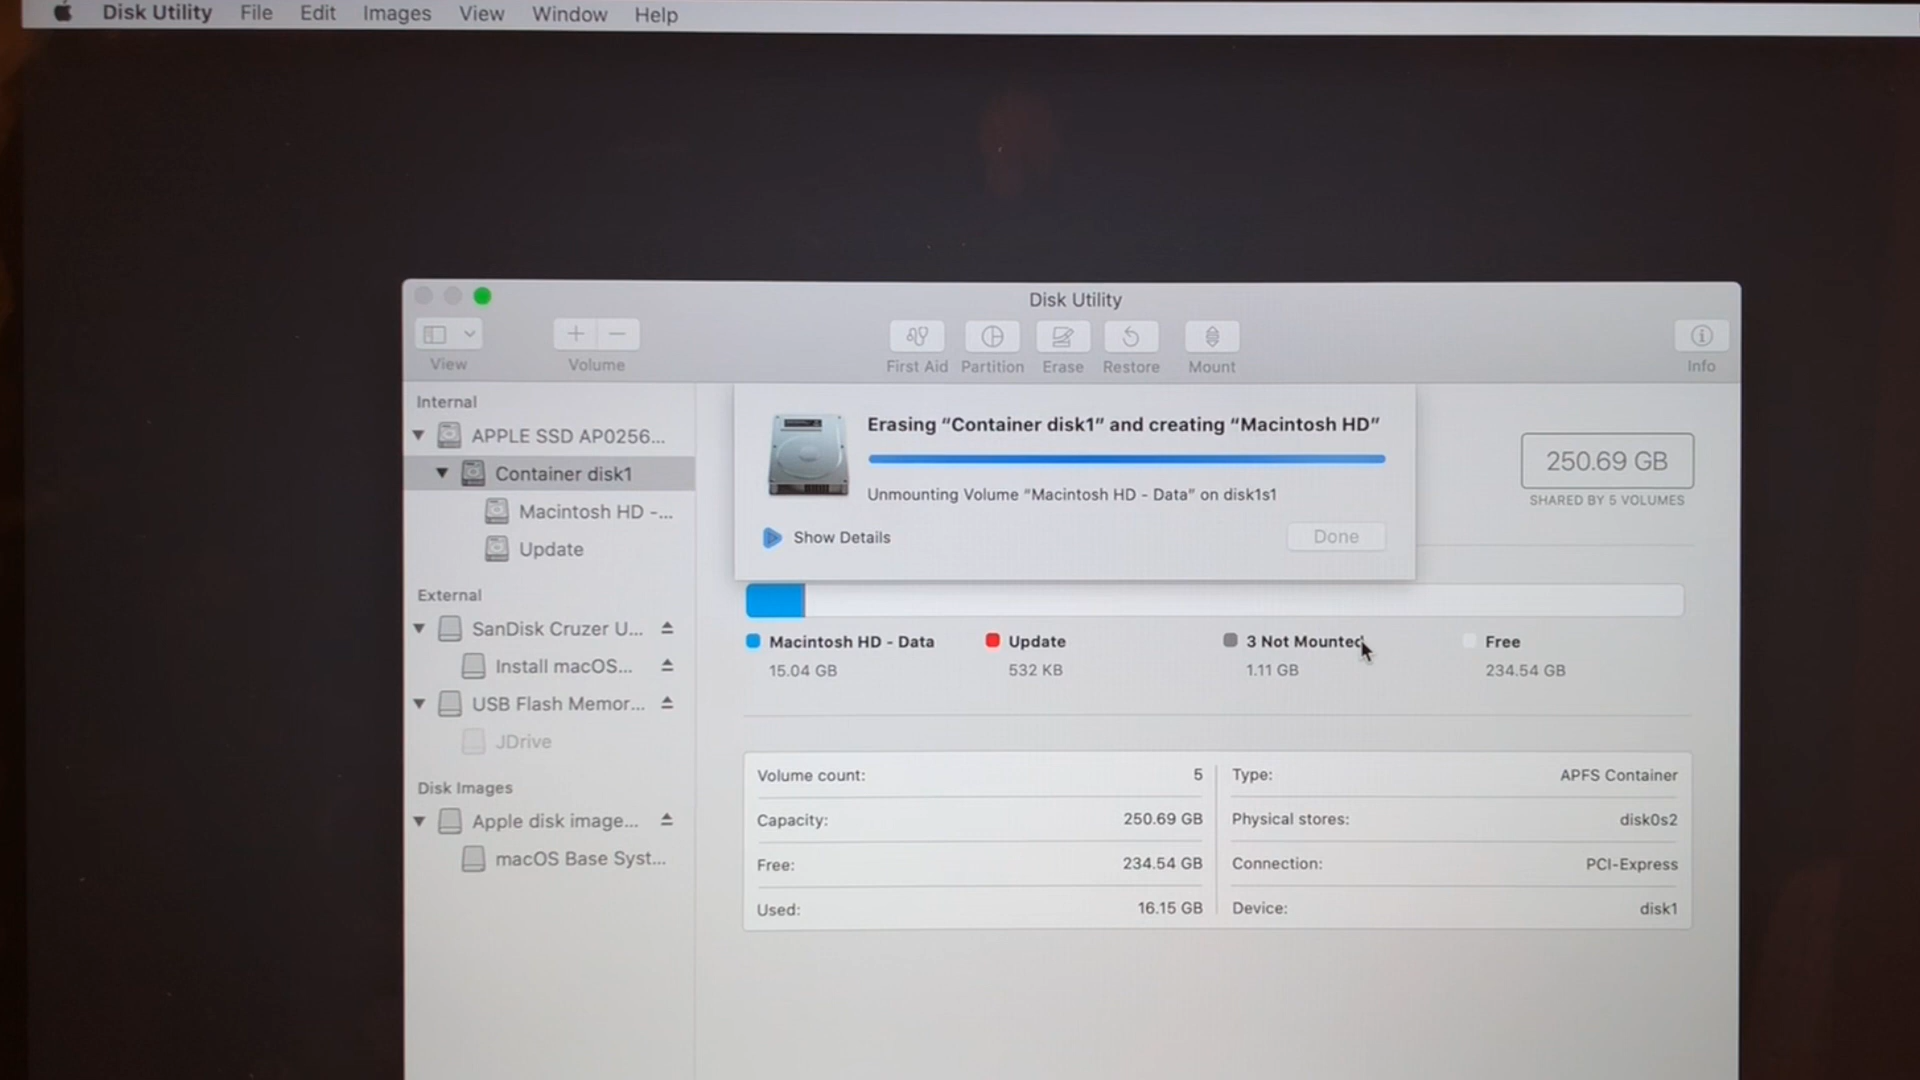 Disk Utility File Edit Images View Window Help
Disk Utility
View
Volume
First Aid Partition Erase Restore Mount
Info
Internal
APPLE SSD AP0256...
Container disk1
Macintosh HD -...
Update
External
SanDisk Cruzer U...
Install macOS...
USB Flash Memor...
JDrive
Disk Images
Apple disk image...
macOS Base Syst...
Erasing “Container disk1” and creating “Macintosh HD”
Unmounting Volume “Macintosh HD - Data” on disk1s1
Show Details
Done
250.69 GB
SHARED BY 5 VOLUMES
Macintosh HD - Data
15.04 GB
Update
532 KB
3 Not Mounted
1.11 GB
Free
234.54 GB
Volume count: 5
Capacity: 250.69 GB
Free: 234.54 GB
Used: 16.15 GB
Type: APFS Container
Physical stores: disk0s2
Connection: PCI-Express
Device: disk1